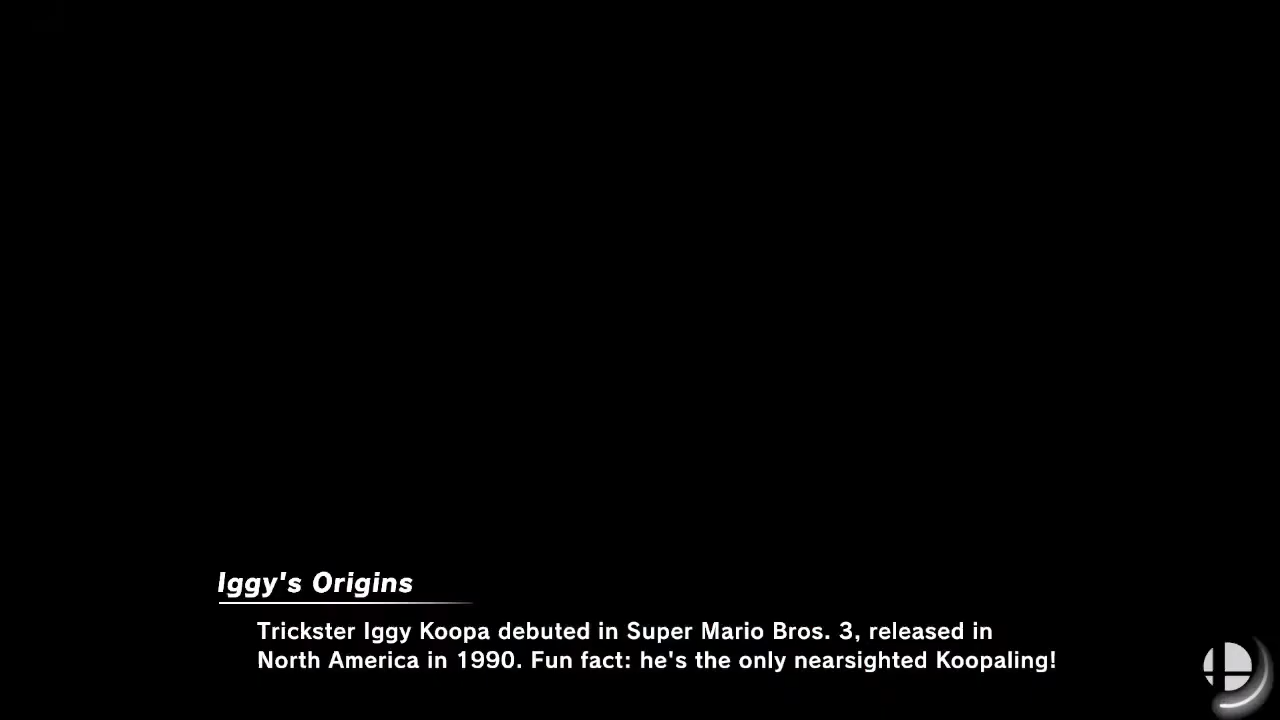 Iggy's Origins
Trickster Iggy Koopa debuted in Super Mario Bros. 3, released in
North America in 1990. Fun fact: he's the only nearsighted Koopaling!